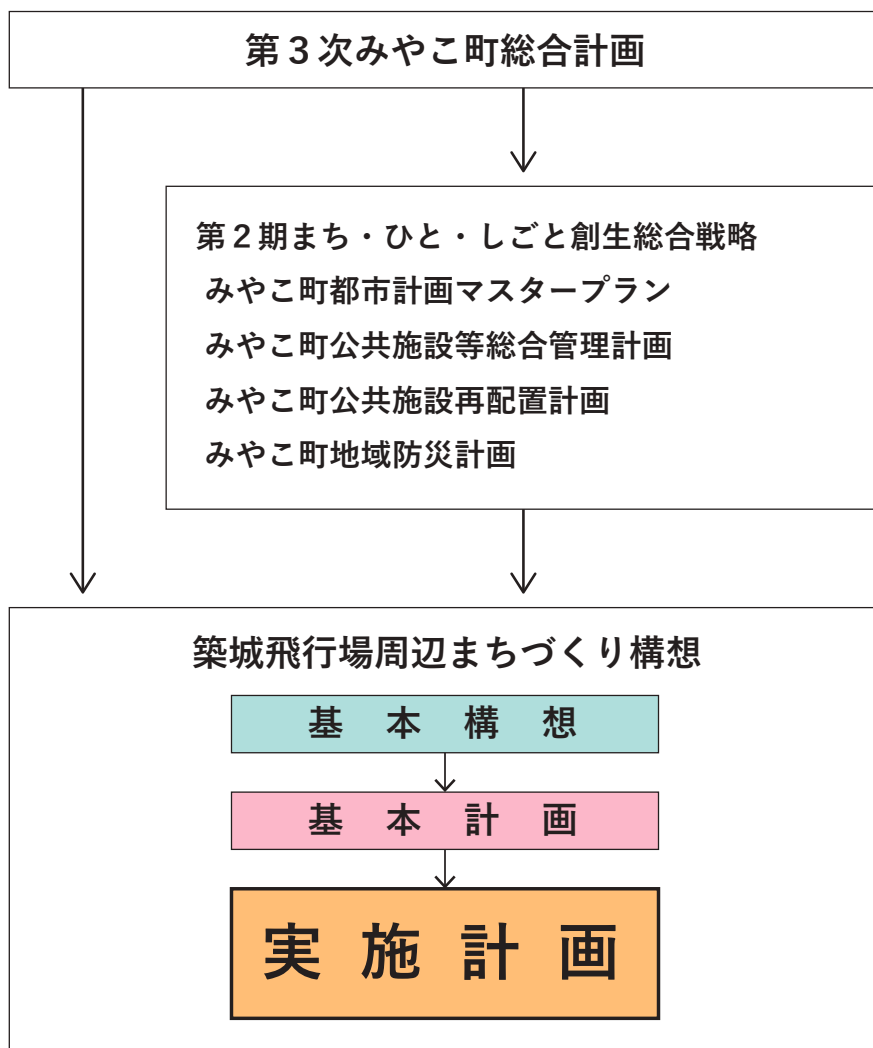 第３次みやこ町総合計画
第２期まち・ひと・しごと創生総合戦略
みやこ町都市計画マスタープラン
みやこ町公共施設等総合管理計画
みやこ町公共施設再配置計画
みやこ町地域防災計画
築城飛行場周辺まちづくり構想
基本構想
基本計画
実施計画